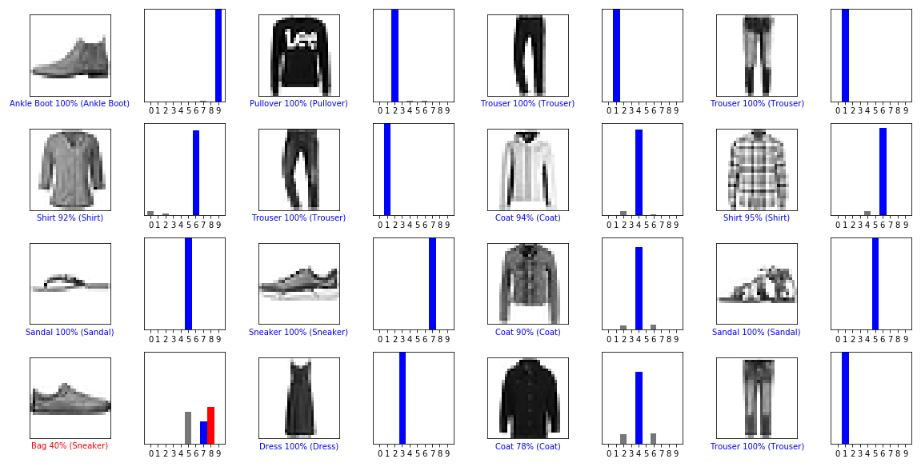 Lee
0 1 2 3 4 5 6 7 8 9 0 1 2 3 4 5 6 7 8 9 0 1 2 3 4 5 6 7 8 9 0 1 2 3 4 5 6 7 8 9
Ankle Boot 100% (Ankle Boot) Pullover 100% (Pullover) Trouser 100% (Trouser) Trouser 100% (Trouser)
0 1 2 3 4 5 6 7 8 9 0 1 2 3 4 5 6 7 8 9 0 1 2 3 4 5 6 7 8 9 0 1 2 3 4 5 6 7 8 9
Shirt 92% (Shirt) Trouser 100% (Trouser) Coat 94% (Coat) Shirt 95% (Shirt)
0 1 2 3 4 5 6 7 8 9 0 1 2 3 4 5 6 7 8 9 0 1 2 3 4 5 6 7 8 9 0 1 2 3 4 5 6 7 8 9
Sandal 100% (Sandal) Sneaker 100% (Sneaker) Coat 90% (Coat) Sandal 100% (Sandal)
0 1 2 3 4 5 6 7 8 9 0 1 2 3 4 5 6 7 8 9 0 1 2 3 4 5 6 7 8 9 0 1 2 3 4 5 6 7 8 9
Bag 40% (Sneaker) Dress 100% (Dress) Coat 78% (Coat) Trouser 100% (Trouser)